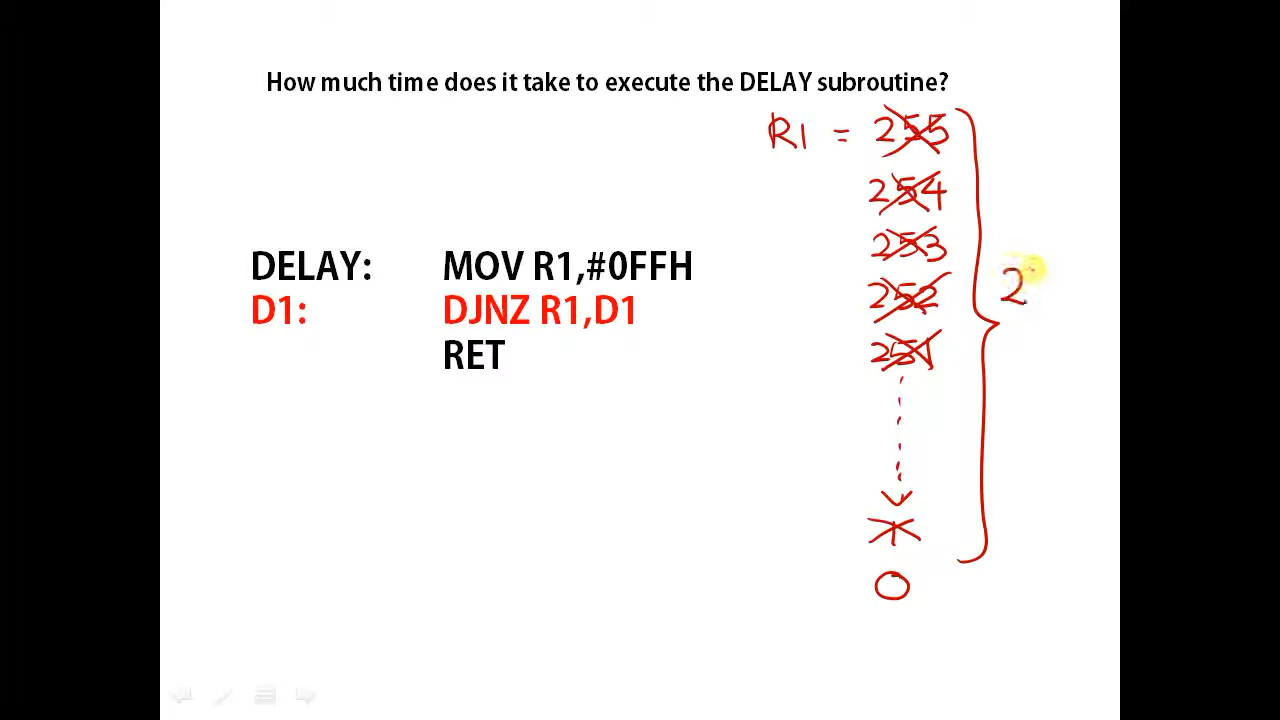 How much time does it take to execute the DELAY subroutine?
R1 = 255
254
253
DELAY: MOV R1,#0FFH
252
2
D1: DJNZ R1,D1
251
RET
1
0